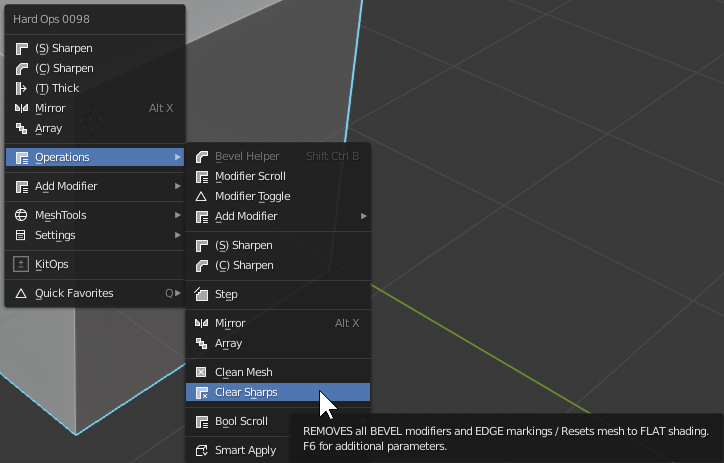 Hard Ops 0098
(S) Sharpen
(C) Sharpen
(T) Thick
Mirror Alt X
Array
Operations
Add Modifier
MeshTools
Settings
KitOps
Quick Favorites Q
Bevel Helper Shift Ctrl B
Modifier Scroll
Modifier Toggle
Add Modifier
(S) Sharpen
(C) Sharpen
Step
Mirror Alt X
Array
Clean Mesh
Clear Sharps
Bool Scroll
Smart Apply
REMOVES all BEVEL modifiers and EDGE markings / Resets mesh to FLAT shading.
F6 for additional parameters.